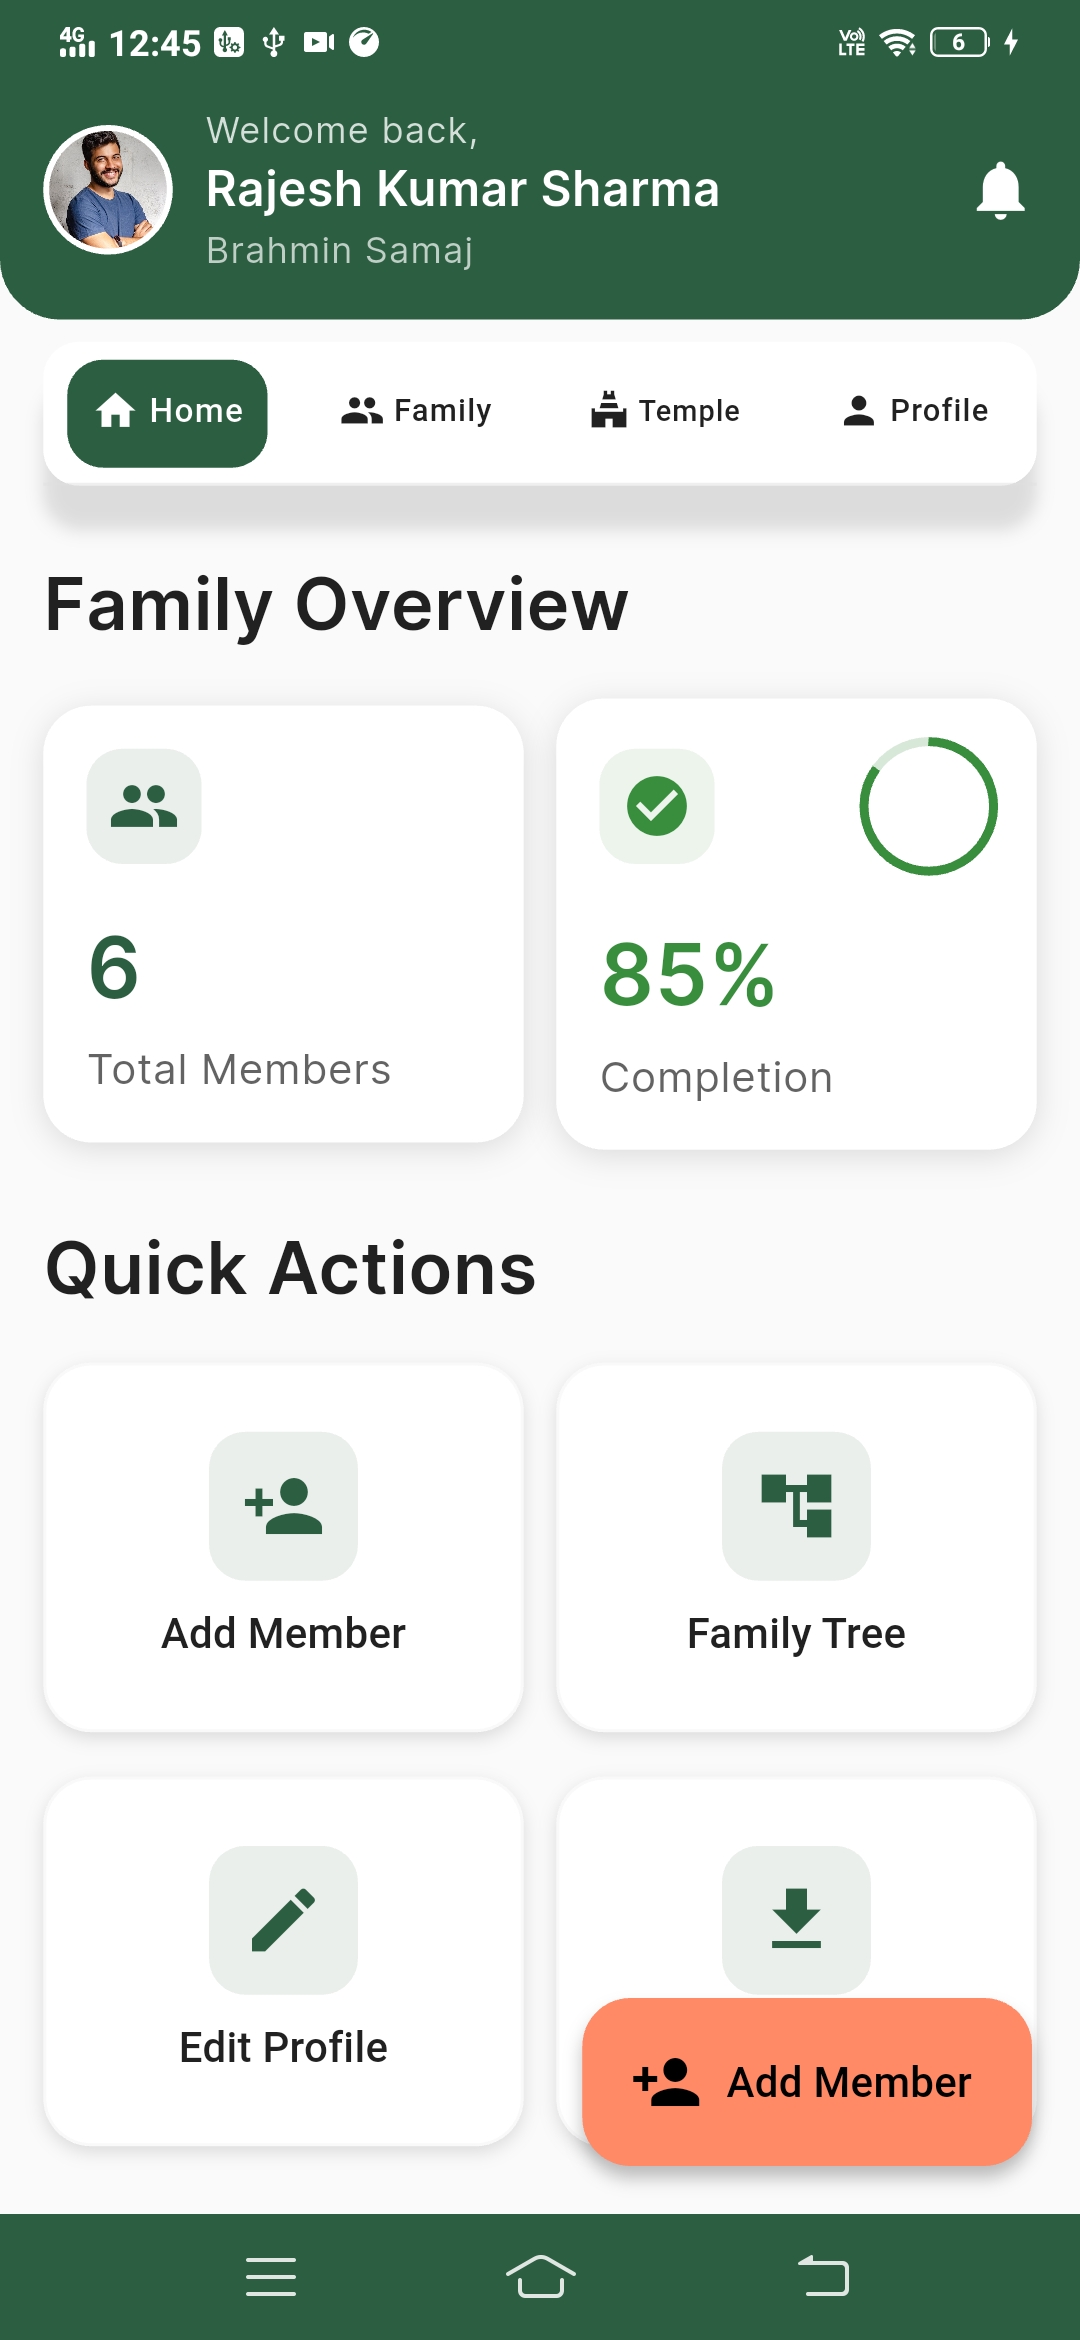 4G 12:45 Vo) LTE 6
Welcome back,
Rajesh Kumar Sharma
Brahmin Samaj
Home Family Temple Profile
Family Overview
6
Total Members
85%
Completion
Quick Actions
Add Member
Family Tree
Edit Profile
Add Member